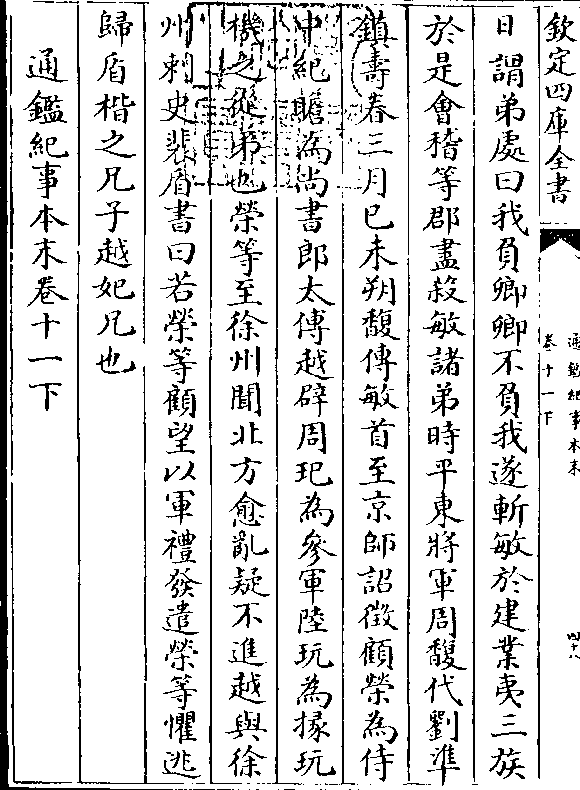 欽定四庫全書
通鑑紀事本末
卷十一下
四十八
日謂弟處曰我負卿卿不負我遂斬敏於建業夷三族
於是會稽等郡盡殺敏諸弟時平東將軍周馥代劉準
鎮壽春三月己未朔馥傳敏首至京師詔徵顧榮為侍
中紀瞻為尚書郎太傅越辟周玘為參軍陸玩為掾玩
機之從弟也榮等至徐州聞北方愈亂疑不進越與徐
州刺史裴盾書曰若榮等顧望以軍禮發遣榮等懼逃
歸盾楷之兄子越妃兄也
通鑑紀事本末卷十一下